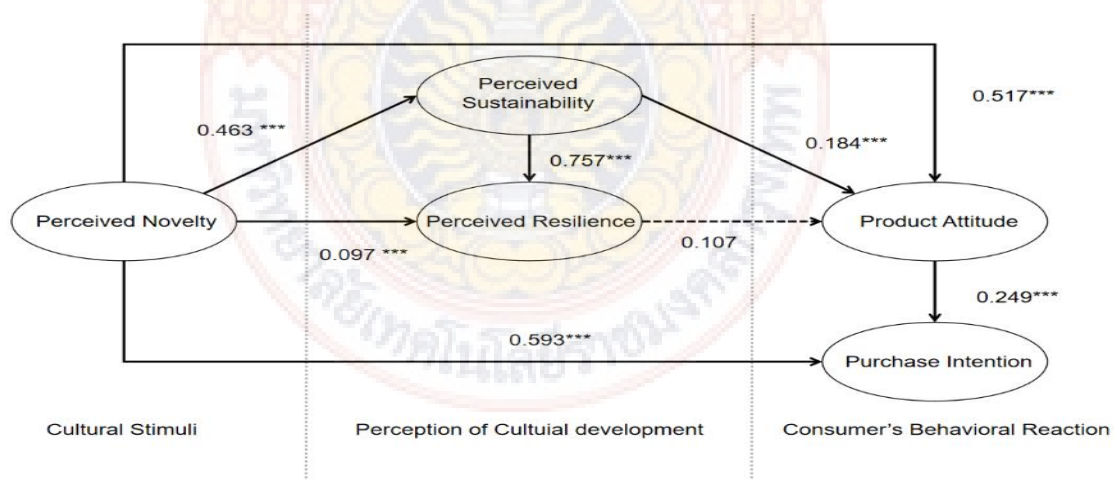 Perceived
Sustainability
0.517***
0.463 ***
0.184***
0.757***
Perceived Novelty
Perceived Resilience
Product Attitude
0.107
0.097 ***
0.249***
0.593***
Purchase Intention
Cultural Stimuli
Perception of Cultuial development
Consumer's Behavioral Reaction